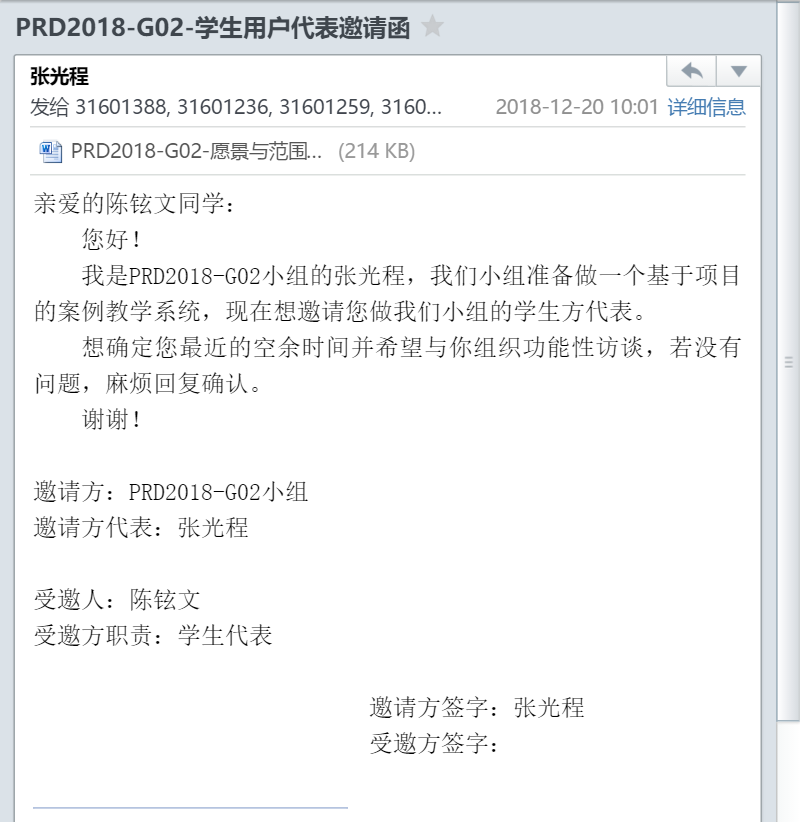 PRD2018-G02-学生用户代表邀请函
张光程
发给 31601388, 31601236, 31601259, 3160... 2018-12-20 10:01 详细信息
PRD2018-G02-愿景与范围... (214 KB)
亲爱的陈铉文同学：
您好！
我是PRD2018-G02小组的张光程，我们小组准备做一个基于项目
的案例教学系统，现在想邀请您做我们小组的学生方代表。
想确定您最近的空余时间并希望与你组织功能性访谈，若没有
问题，麻烦回复确认。
谢谢！
邀请方：PRD2018-G02小组
邀请方代表：张光程
受邀人：陈铉文
受邀方职责：学生代表
邀请方签字：张光程
受邀方签字：